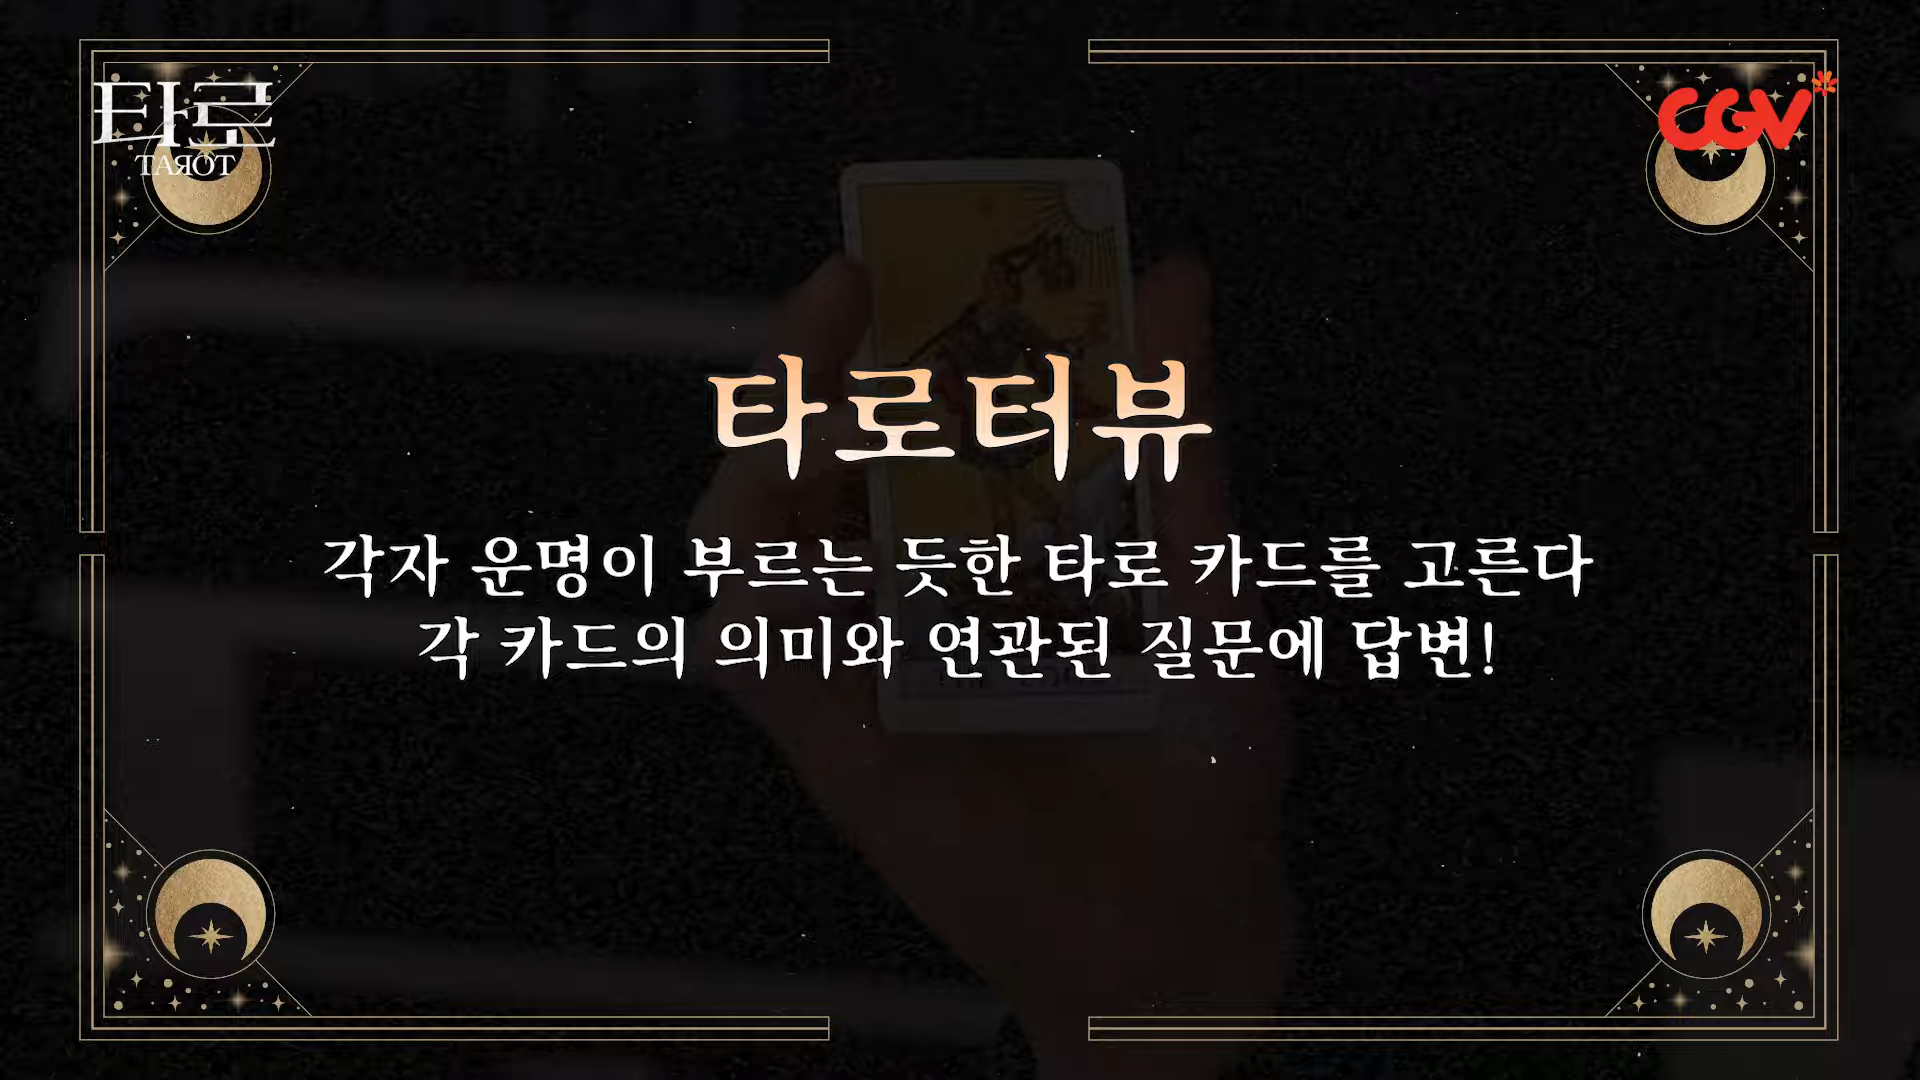 타로
TAROT
CGV
타로터뷰
각자 운명이 부르는 듯한 타로 카드를 고른다
각 카드의 의미와 연관된 질문에 답변!